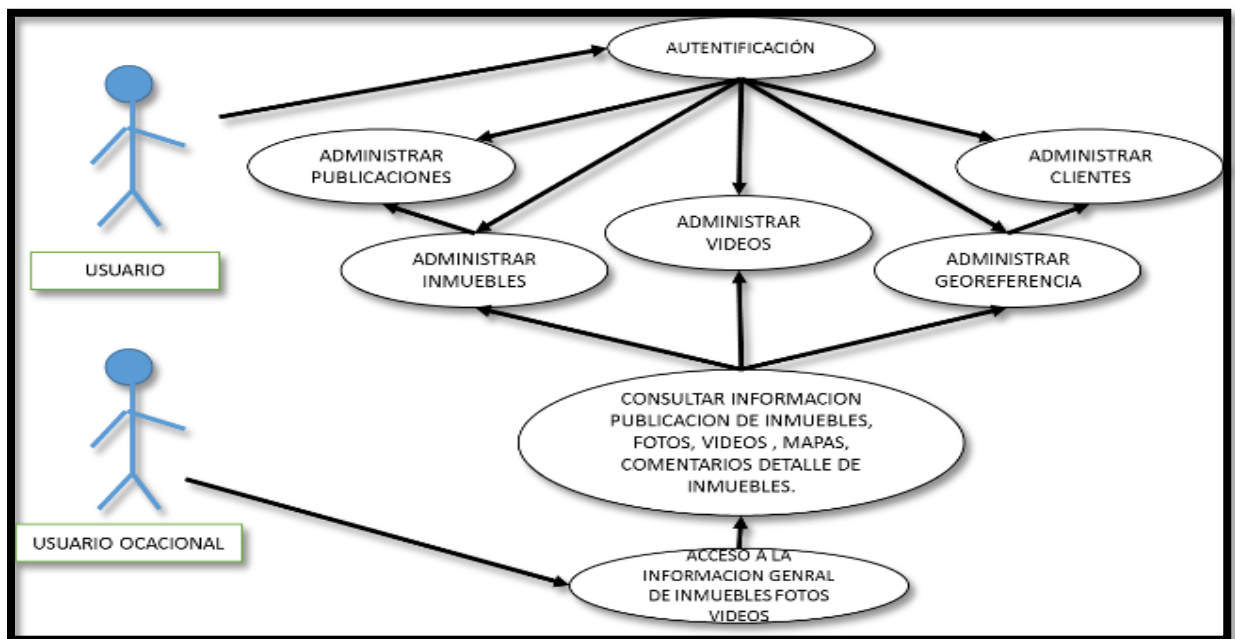 AUTENTIFICACIÓN
ADMINISTRAR
PUBLICACIONES
ADMINISTRAR
CLIENTES
ADMINISTRAR
VIDEOS
ADMINISTRAR
INMUEBLES
ADMINISTRAR
GEOREFERENCIA
USUARIO
CONSULTAR INFORMACION
PUBLICACION DE INMUEBLES,
FOTOS, VIDEOS , MAPAS,
COMENTARIOS DETALLE DE
INMUEBLES.
USUARIO OCACIONAL
ACCESO A LA
INFORMACION GENRAL
DE INMUEBLES FOTOS
VIDEOS